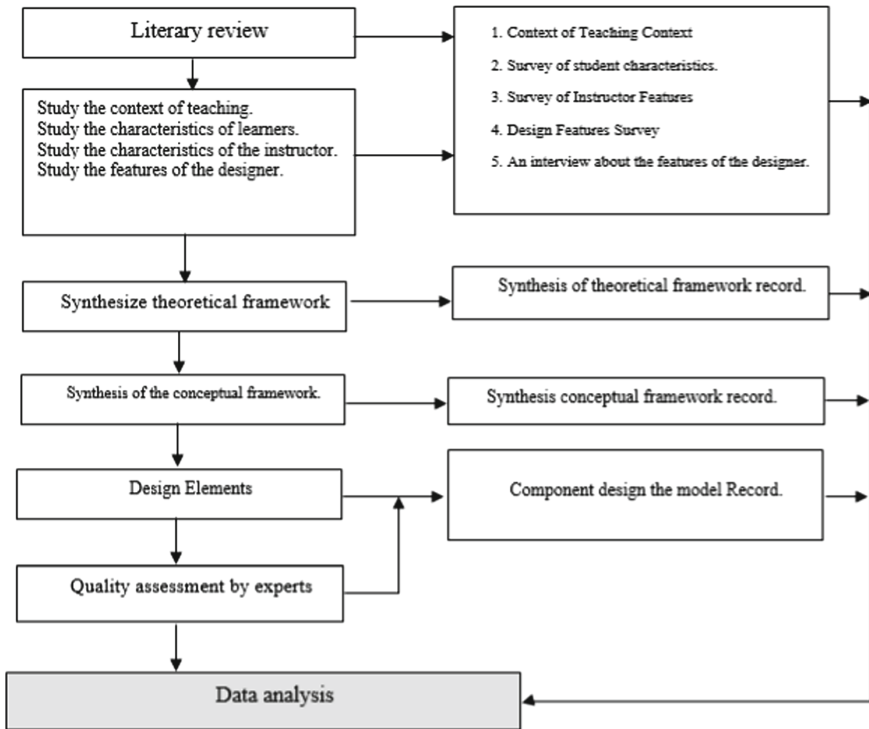 Literary review
1. Context of Teaching Context
2. Survey of student characteristics.
3. Survey of Instructor Features
4. Design Features Survey
5. An interview about the features of the designer.
Study the context of teaching.
Study the characteristics of learners.
Study the characteristics of the instructor.
Study the features of the designer.
Synthesize theoretical framework
Synthesis of theoretical framework record.
Synthesis of the conceptual framework.
Synthesis conceptual framework record.
Design Elements
Component design the model Record.
Quality assessment by experts
Data analysis